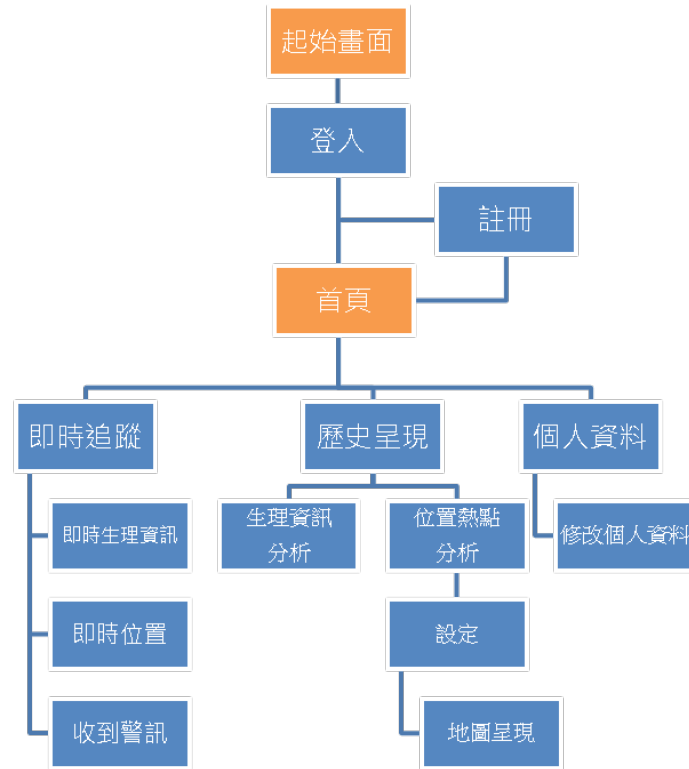 起始畫面
登入
註冊
首頁
即時追蹤
歷史呈現
個人資料
即時生理資訊
生理資訊
分析
位置熱點
分析
修改個人資料
即時位置
設定
收到警訊
地圖呈現